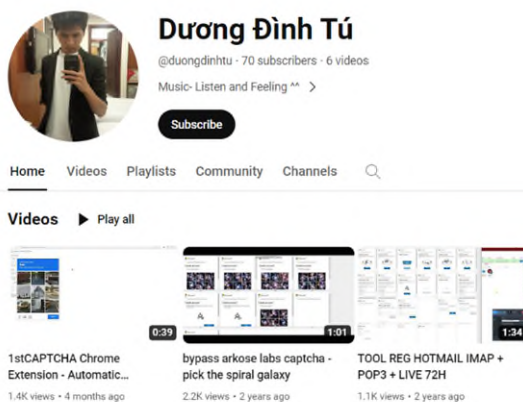 Dương Đình Tú
@duongdinhtu · 70 subscribers · 6 videos
Music- Listen and Feeling ^^ >
Subscribe
Home Videos Playlists Community Channels
Videos ▶ Play all
0:39 1:01 1:34
1stCAPTCHA Chrome Extension - Automatic...
1.4K views • 4 months ago
bypass arkose labs captcha - pick the spiral galaxy
2.2K views • 2 years ago
TOOL REG HOTMAIL IMAP + POP3 + LIVE 72H
1.1K views • 2 years ago